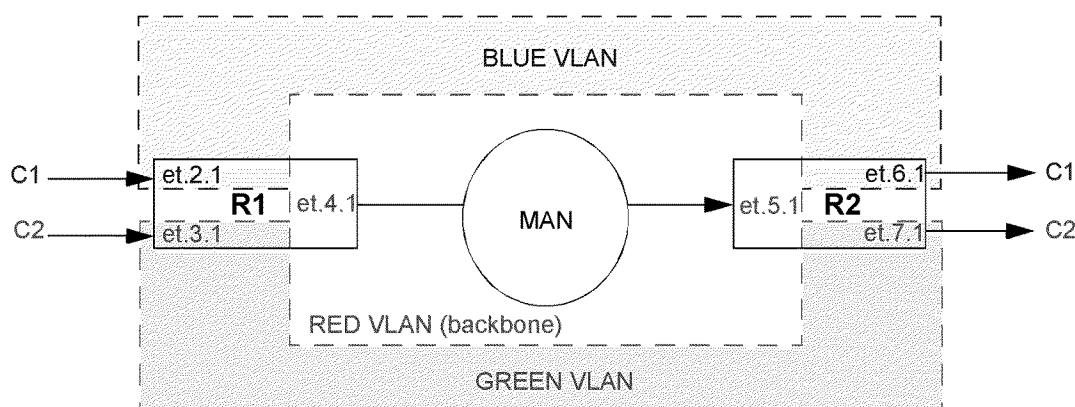 BLUE VLAN
C1 et.2.1 et.6.1 C1
R1 et.4.1 MAN et.5.1 R2
C2 et.3.1 et.7.1 C2
RED VLAN (backbone)
GREEN VLAN